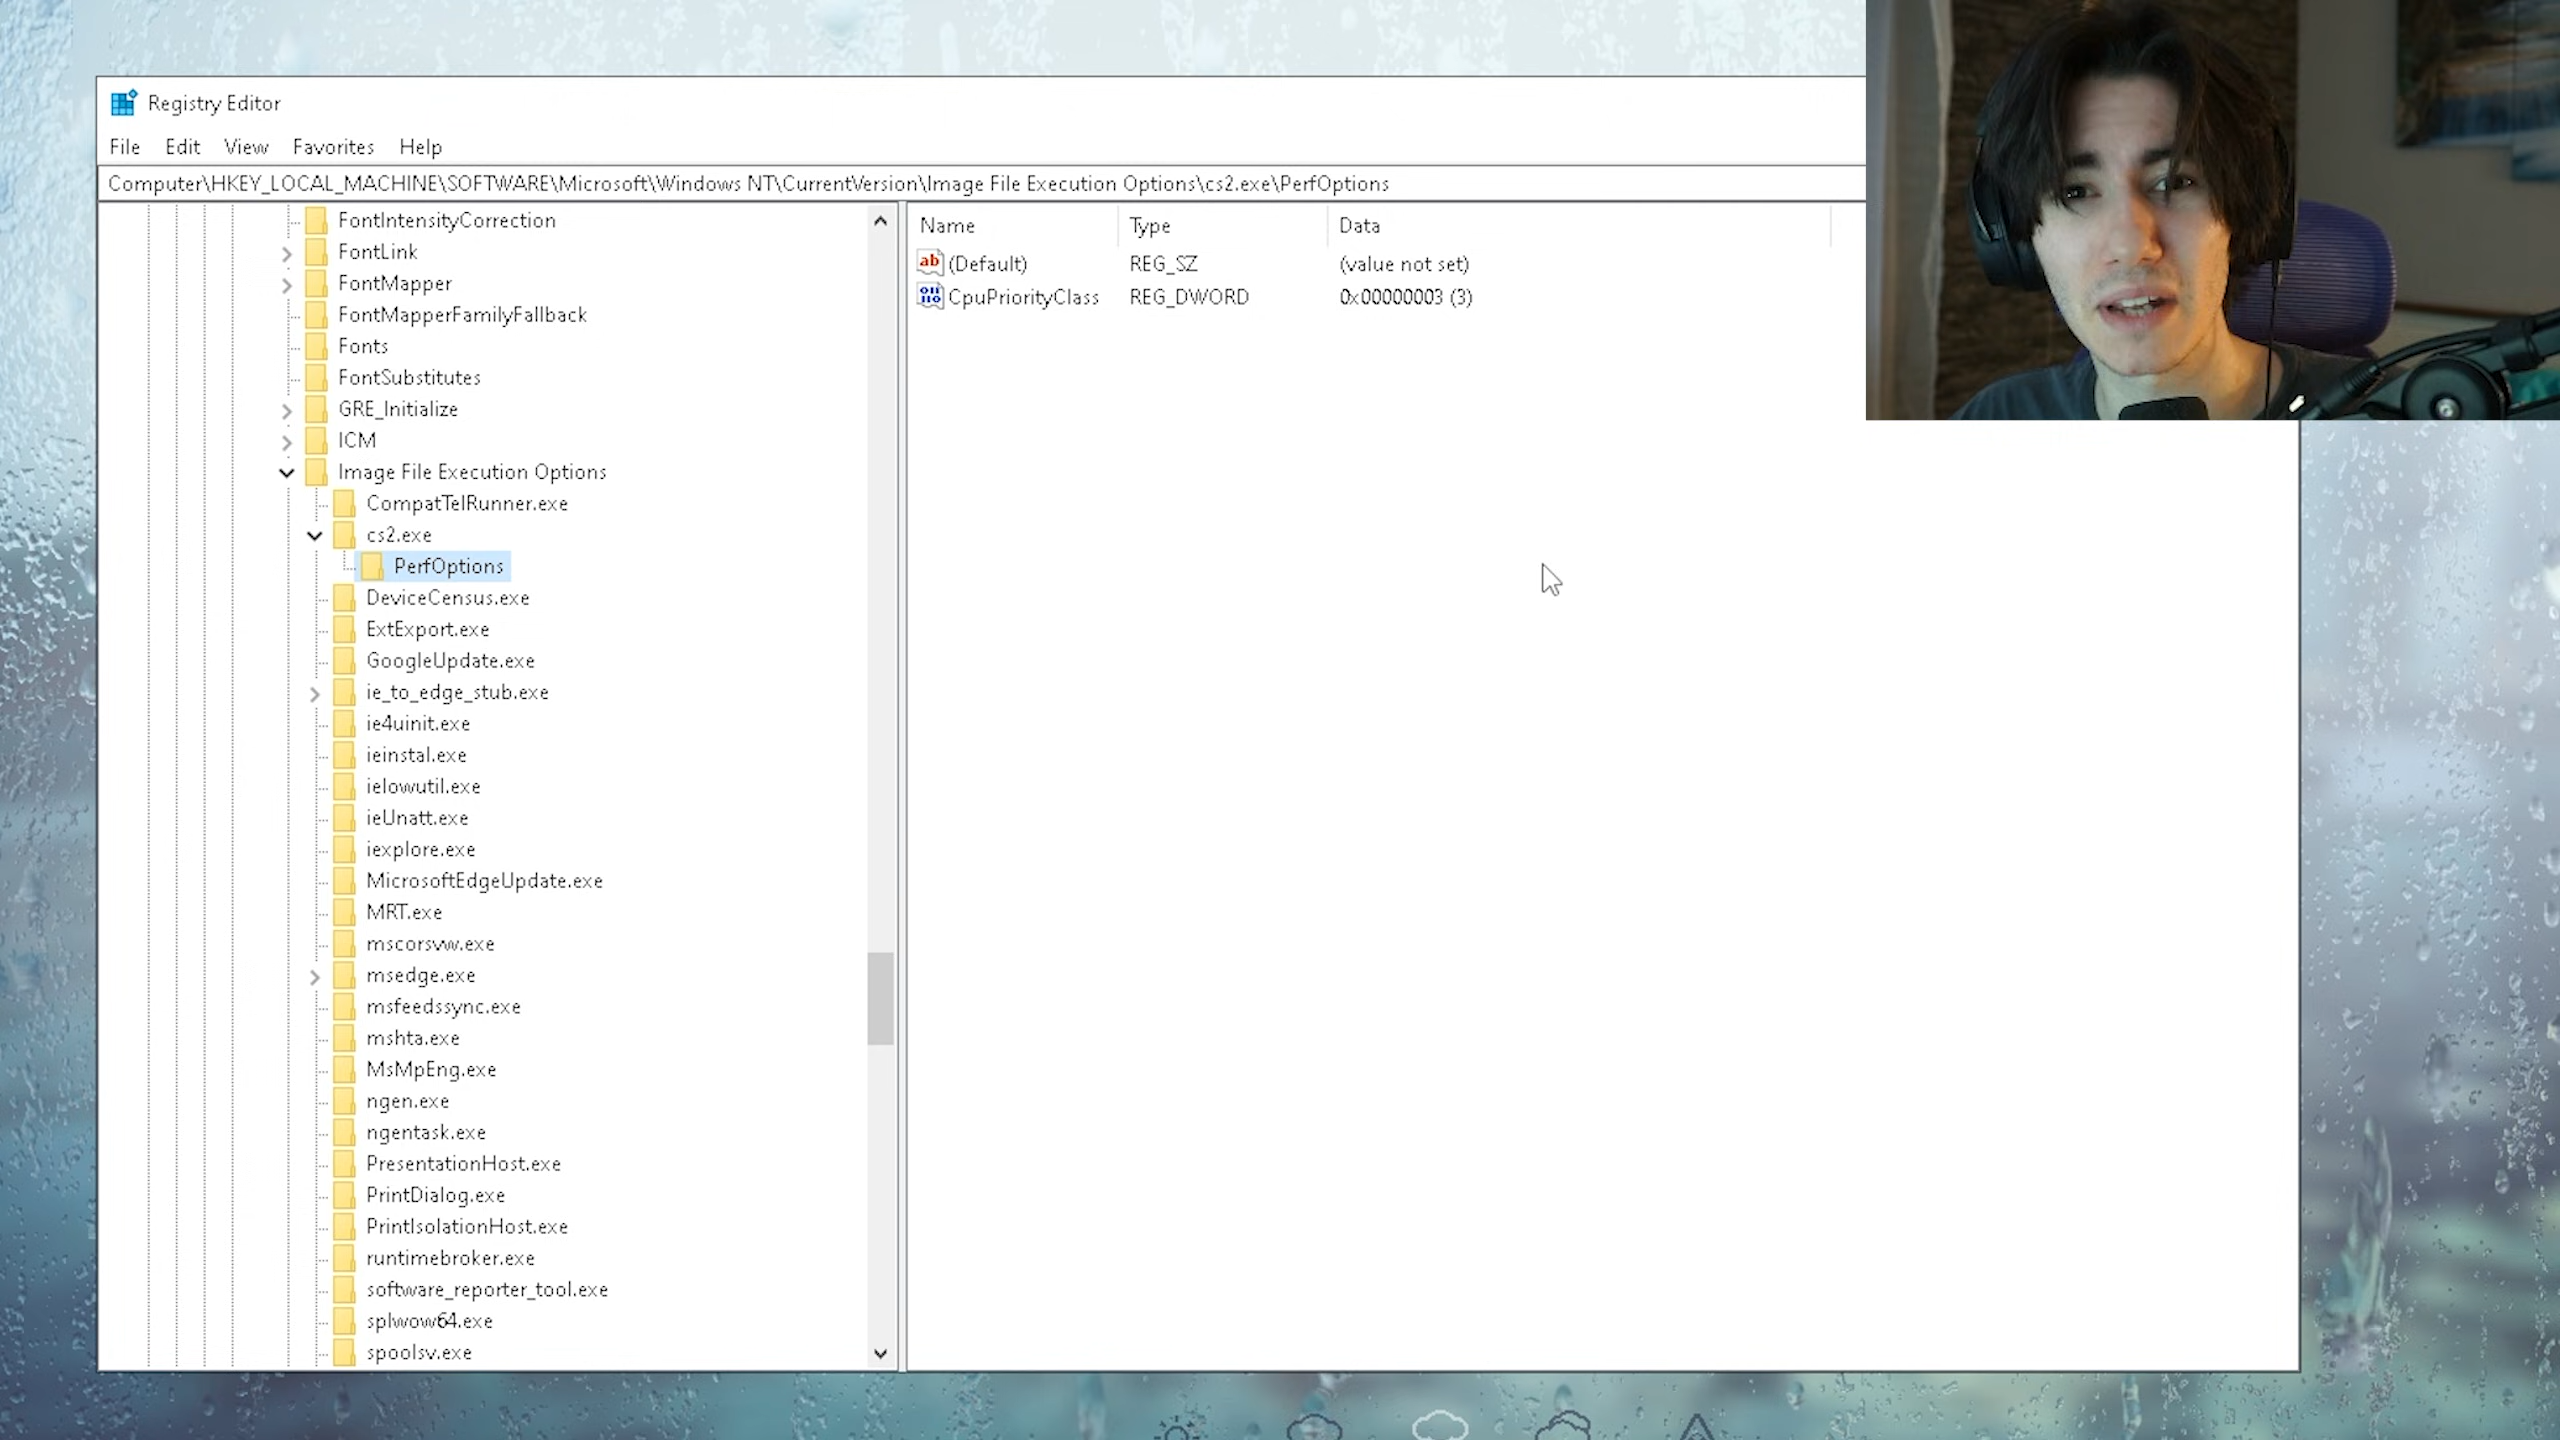 Registry Editor
File Edit View Favorites Help
Computer\HKEY_LOCAL_MACHINE\SOFTWARE\Microsoft\Windows NT\CurrentVersion\Image File Execution Options\cs2.exe\PerfOptions
FontIntensityCorrection
FontLink
FontMapper
FontMapperFamilyFallback
Fonts
FontSubstitutes
GRE_Initialize
ICM
Image File Execution Options
CompatTelRunner.exe
cs2.exe
PerfOptions
DeviceCensus.exe
ExtExport.exe
GoogleUpdate.exe
ie_to_edge_stub.exe
ie4uinit.exe
ieinstal.exe
ielowutil.exe
ieUnatt.exe
iexplore.exe
MicrosoftEdgeUpdate.exe
MRT.exe
mscorsvw.exe
msedge.exe
msfeedssync.exe
mshta.exe
MsMpEng.exe
ngen.exe
ngentask.exe
PresentationHost.exe
PrintDialog.exe
PrintIsolationHost.exe
runtimebroker.exe
software_reporter_tool.exe
splwow64.exe
spoolsv.exe
Name Type Data
(Default) REG_SZ (value not set)
CpuPriorityClass REG_DWORD 0x00000003 (3)